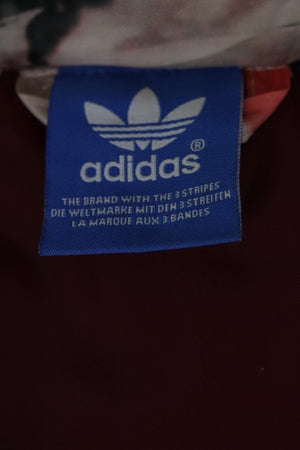 adidas®
THE BRAND WITH THE 3 STRIPES
DIE WELTMARKE MIT DEN 3 STREIFEN
LA MARQUE AUX 3 BANDES